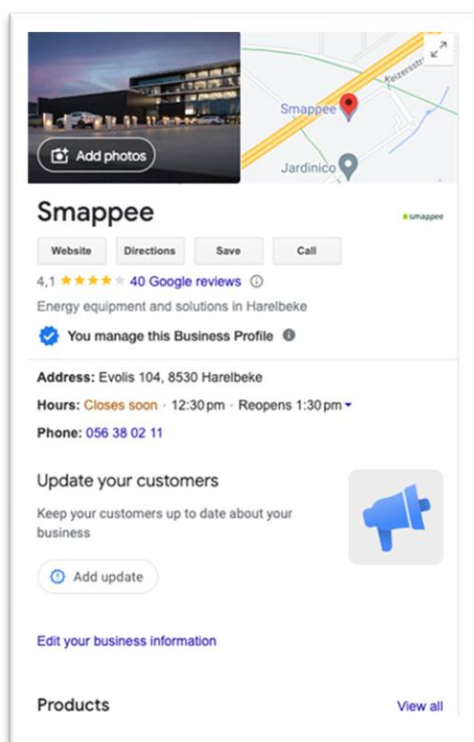 Keizersstr
Smappee
Jardinico
Add photos
Smappee
smappee
Website Directions Save Call
4,1 40 Google reviews
Energy equipment and solutions in Harelbeke
You manage this Business Profile
Address: Evolis 104, 8530 Harelbeke
Hours: Closes soon · 12:30 pm · Reopens 1:30 pm
Phone: 056 38 02 11
Update your customers
Keep your customers up to date about your
business
Add update
Edit your business information
Products View all